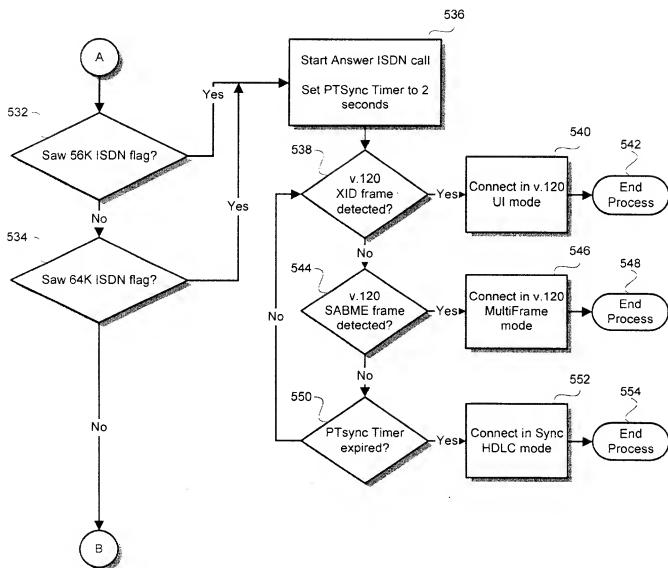 A
532
Saw 56K ISDN flag?
Yes
No
534
Saw 64K ISDN flag?
Yes
No
B
536
Start Answer ISDN call
Set PTSync Timer to 2
seconds
538
v.120
XID frame
detected?
Yes
540
Connect in v.120
UI mode
542
End
Process
No
544
v.120
SABME frame
detected?
Yes
546
Connect in v.120
MultiFrame
mode
548
End
Process
No
No
550
PTsync Timer
expired?
Yes
552
Connect in Sync
HDLC mode
554
End
Process